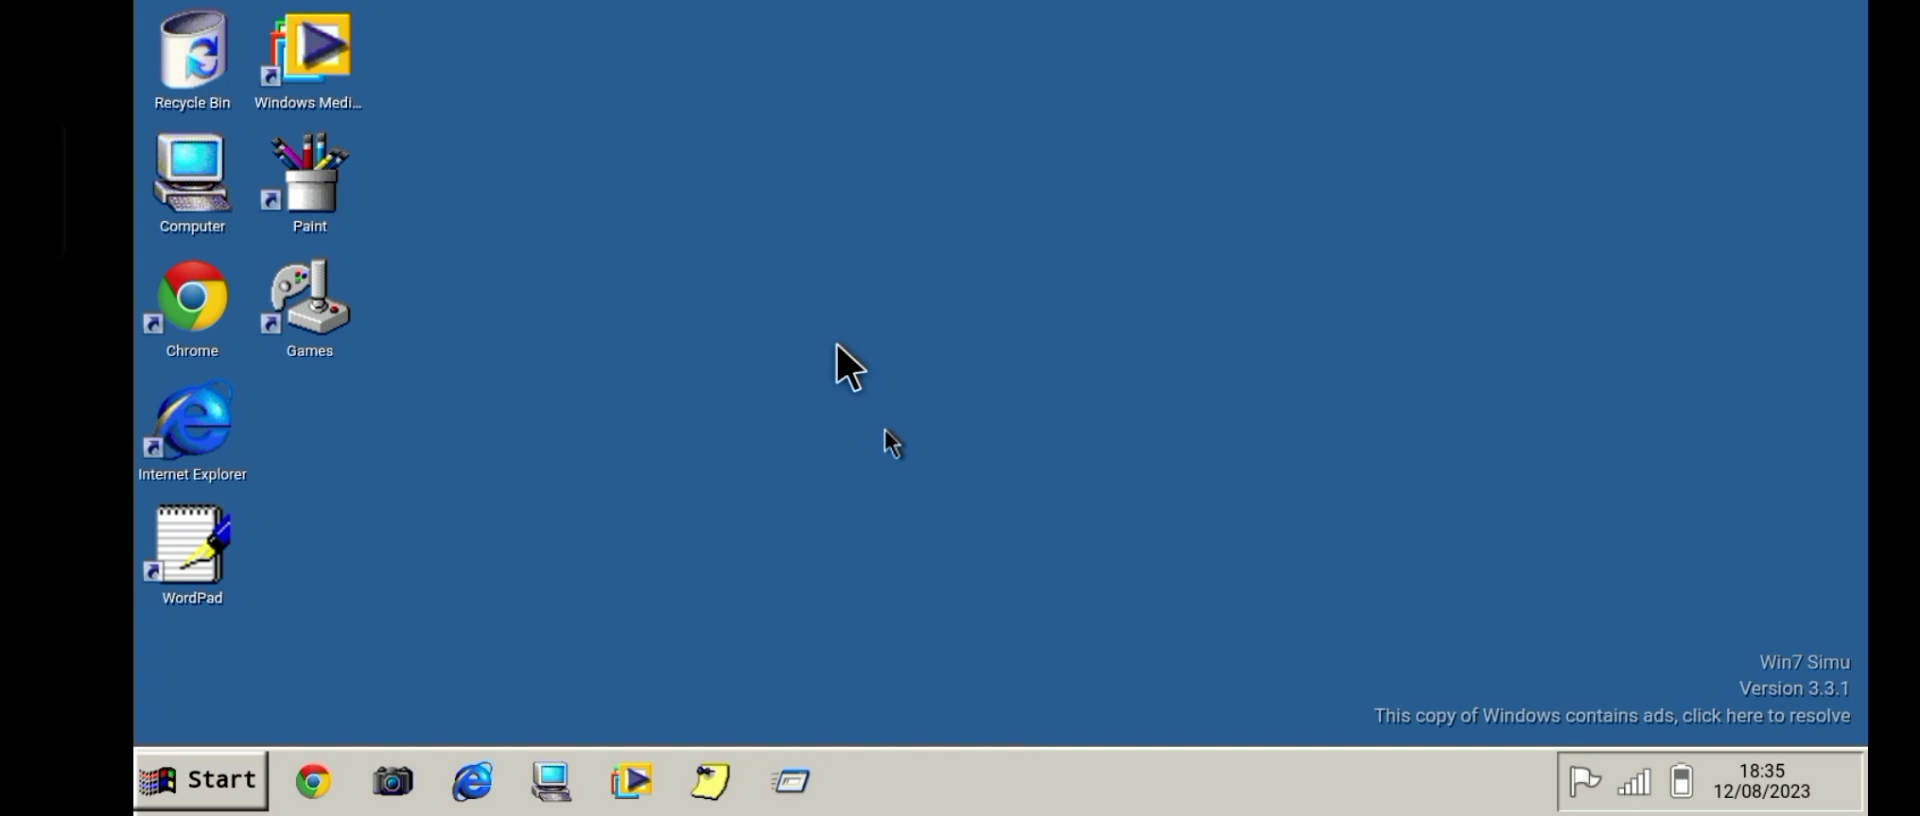 Recycle Bin
Windows Medi...
Computer
Paint
Chrome
Games
Internet Explorer
WordPad
Win7 Simu
Version 3.3.1
This copy of Windows contains ads, click here to resolve
Start
18:35
12/08/2023